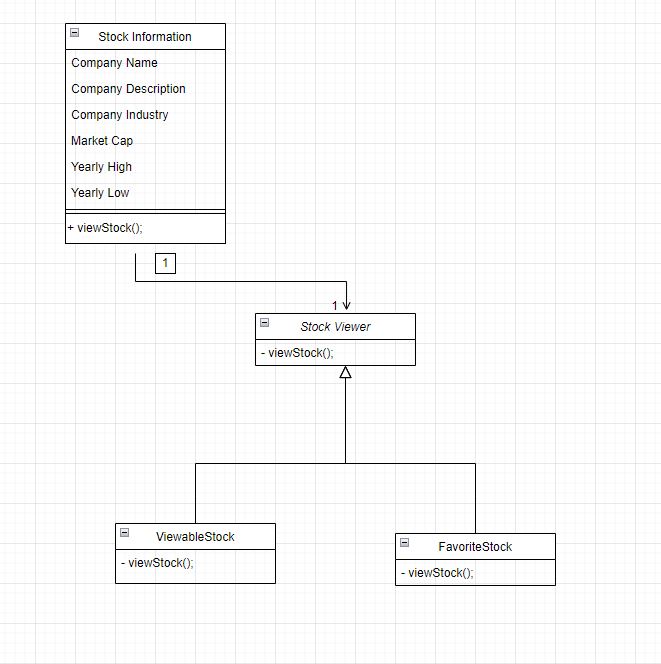 Stock Information
Company Name
Company Description
Company Industry
Market Cap
Yearly High
Yearly Low
+ viewStock();
1
1
Stock Viewer
- viewStock();
ViewableStock
- viewStock();
FavoriteStock
- viewStock();